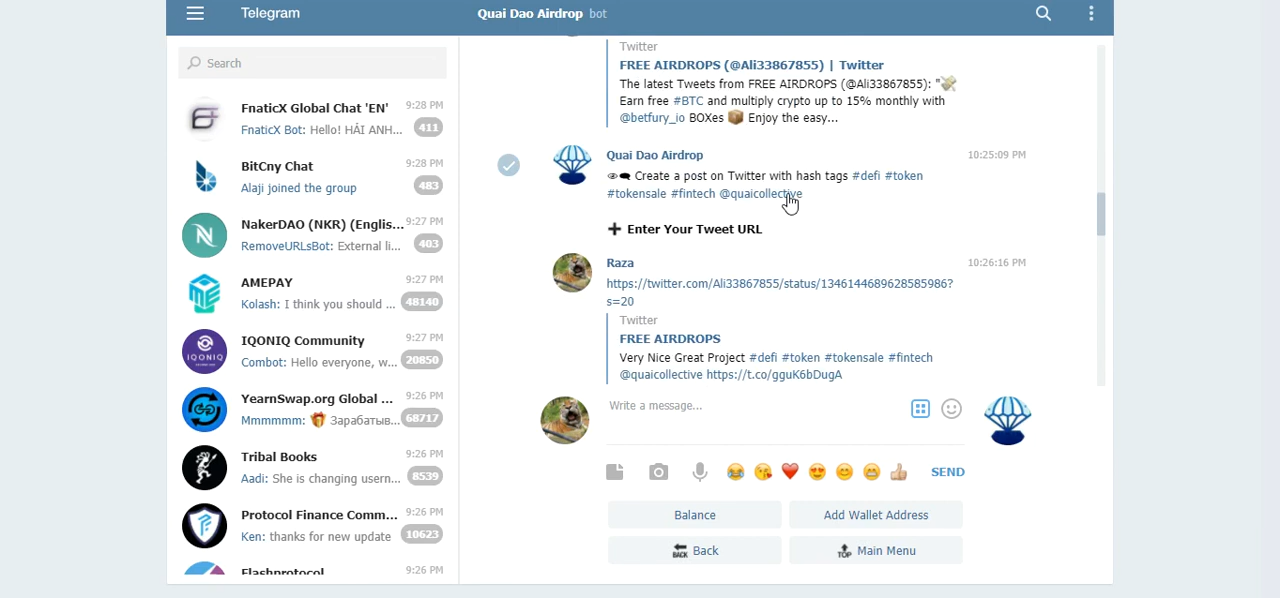 Telegram
Quai Dao Airdrop bot
Search
FnaticX Global Chat 'EN' 9:28 PM
FnaticX Bot: Hello! HẢI ANH... 411
BitCny Chat 9:28 PM
Alaji joined the group 483
NakerDAO (NKR) (Englis... 9:27 PM
RemoveURLsBot: External li... 403
AMEPAY 9:27 PM
Kolash: I think you should ... 48140
IQONIQ Community 9:27 PM
Combot: Hello everyone, w... 20850
IQONIQ
YearnSwap.org Global ... 9:26 PM
Mmmmmm: 🎁 Зарабатыв... 68717
Tribal Books 9:26 PM
Aadi: She is changing usern... 8539
Protocol Finance Comm... 9:26 PM
Ken: thanks for new update 10623
Flashprotocol 9:26 PM
Twitter
FREE AIRDROPS (@Ali33867855) | Twitter
The latest Tweets from FREE AIRDROPS (@Ali33867855): "💸
Earn free #BTC and multiply crypto up to 15% monthly with
@betfury_io BOXes 📦 Enjoy the easy...
Quai Dao Airdrop 10:25:09 PM
👁‍🗨 Create a post on Twitter with hash tags #defi #token
#tokensale #fintech @quaicollective
➕ Enter Your Tweet URL
Raza 10:26:16 PM
https://twitter.com/Ali33867855/status/1346144689628585986?
s=20
Twitter
FREE AIRDROPS
Very Nice Great Project #defi #token #tokensale #fintech
@quaicollective https://t.co/gguK6bDugA
Write a message...
😂 😘 ❤️ 😍 😊 😁 👍🏼 SEND
Balance Add Wallet Address
🔙 Back 🔝 Main Menu